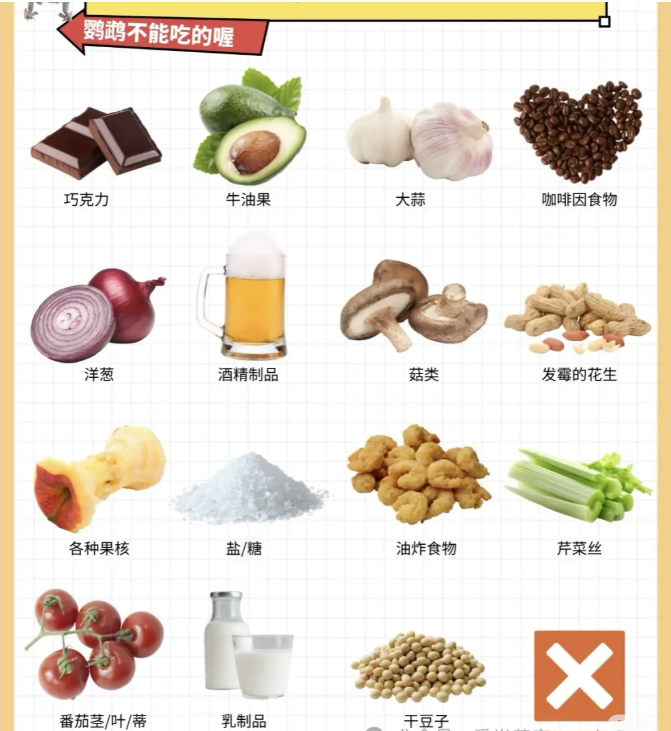 鹦鹉不能吃的喔
巧克力
牛油果
大蒜
咖啡因食物
洋葱
酒精制品
菇类
发霉的花生
各种果核
盐/糖
油炸食物
芹菜丝
番茄茎/叶/蒂
乳制品
干豆子